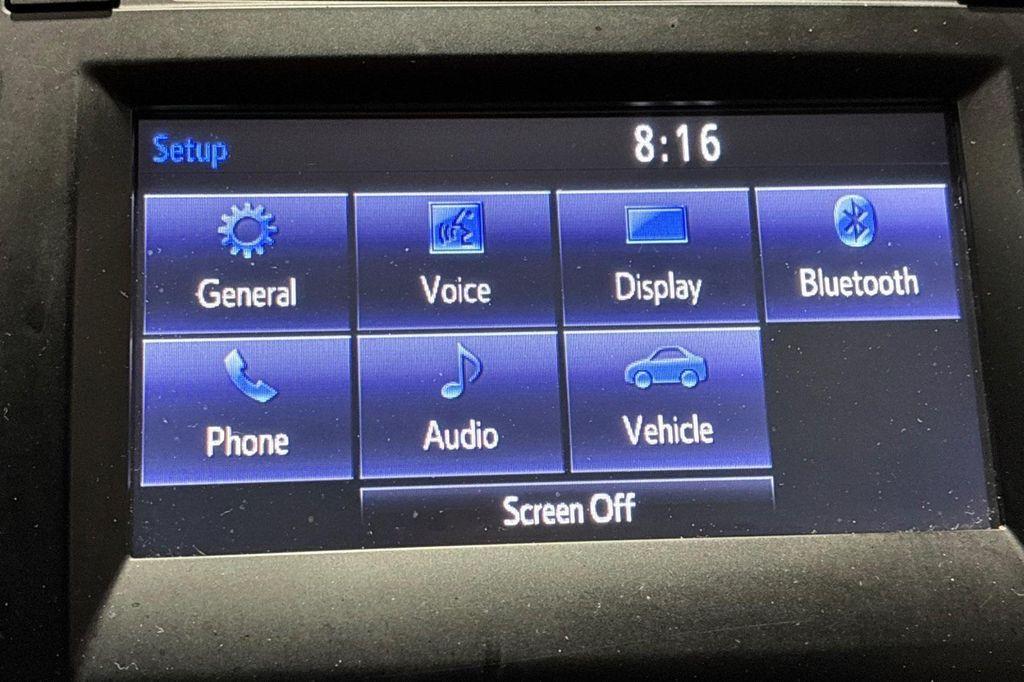 Setup 8:16
General Voice Display Bluetooth
Phone Audio Vehicle
Screen Off